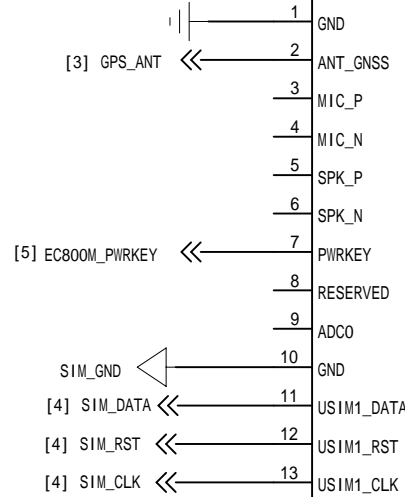 1 GND
[3] GPS_ANT 2 ANT_GNSS
3 MIC_P
4 MIC_N
5 SPK_P
6 SPK_N
[5] EC800M_PWRKEY 7 PWRKEY
8 RESERVED
9 ADC0
SIM_GND 10 GND
[4] SIM_DATA 11 USIM1_DATA
[4] SIM_RST 12 USIM1_RST
[4] SIM_CLK 13 USIM1_CLK